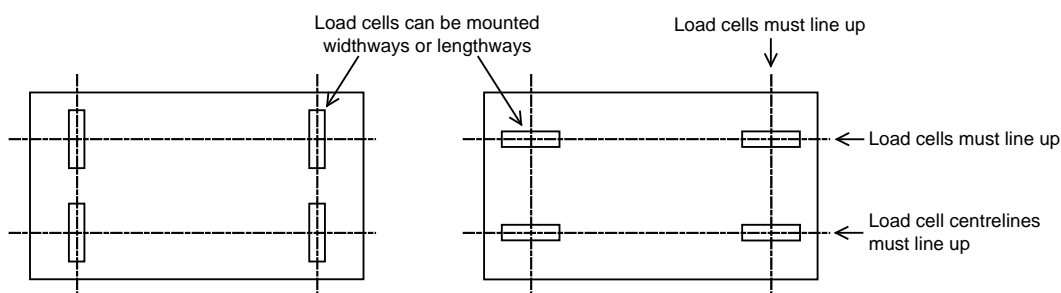 Load cells can be mounted
widthways or lengthways
Load cells must line up
Load cells must line up
Load cell centrelines
must line up